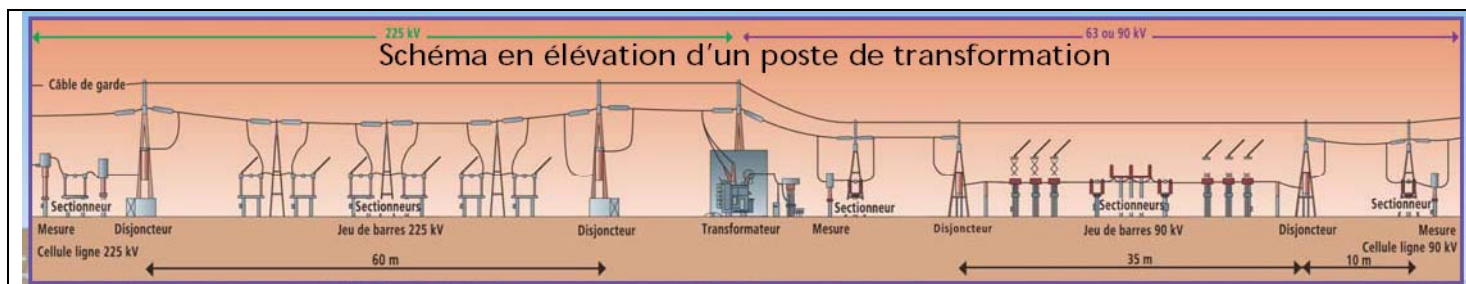 225 kV
63 ou 90 kV
Schéma en élévation d'un poste de transformation
Câble de garde
Sectionneur
Sectionneurs
Sectionneur
Sectionneurs
Sectionneur
Mesure
Disjoncteur
Jeu de barres 225 kV
Disjoncteur
Transformateur
Mesure
Disjoncteur
Jeu de barres 90 kV
Disjoncteur
Mesure
Cellule ligne 225 kV
Cellule ligne 90 kV
60 m
35 m
10 m